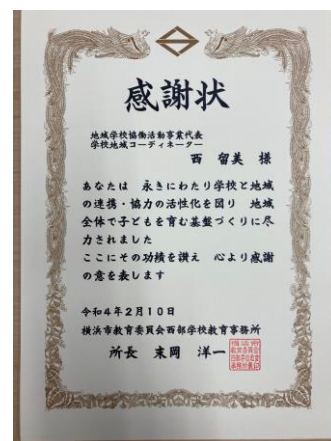 感謝状
地域学校協働活動事業代表
学校地域コーディネーター
西 留美 様
あなたは 永きにわたり学校と地域
の連携・協力の活性化を図り 地域
全体で子どもを育む基盤づくりに尽
力されました
ここにその功績を讃え 心より感謝
の意を表します
令和4年2月10日
横浜市教育委員会西部学校教育事務所
所長 末岡 洋一